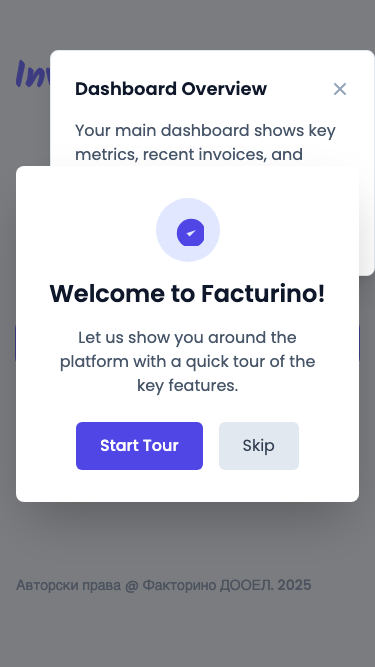 Dashboard Overview
Your main dashboard shows key
metrics, recent invoices, and
Welcome to Facturino!
Let us show you around the
platform with a quick tour of the
key features.
Start Tour
Skip
Авторски права @ Факторино ДООЕЛ. 2025